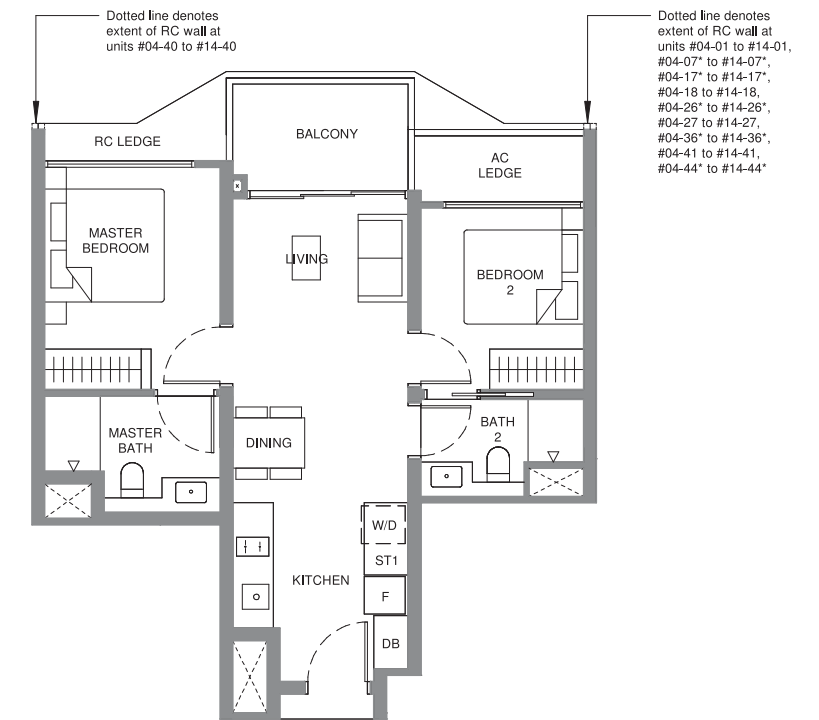 Dotted line denotes
extent of RC wall at
units #04-40 to #14-40
Dotted line denotes
extent of RC wall at
units #04-01 to #14-01,
#04-07* to #14-07*,
#04-17* to #14-17*,
#04-18 to #14-18,
#04-26* to #14-26*,
#04-27 to #14-27,
#04-36* to #14-36*,
#04-41 to #14-41,
#04-44* to #14-44*
RC LEDGE
BALCONY
AC
LEDGE
MASTER
BEDROOM
LIVING
BEDROOM
2
MASTER
BATH
DINING
BATH
2
W/D
ST1
KITCHEN
F
DB